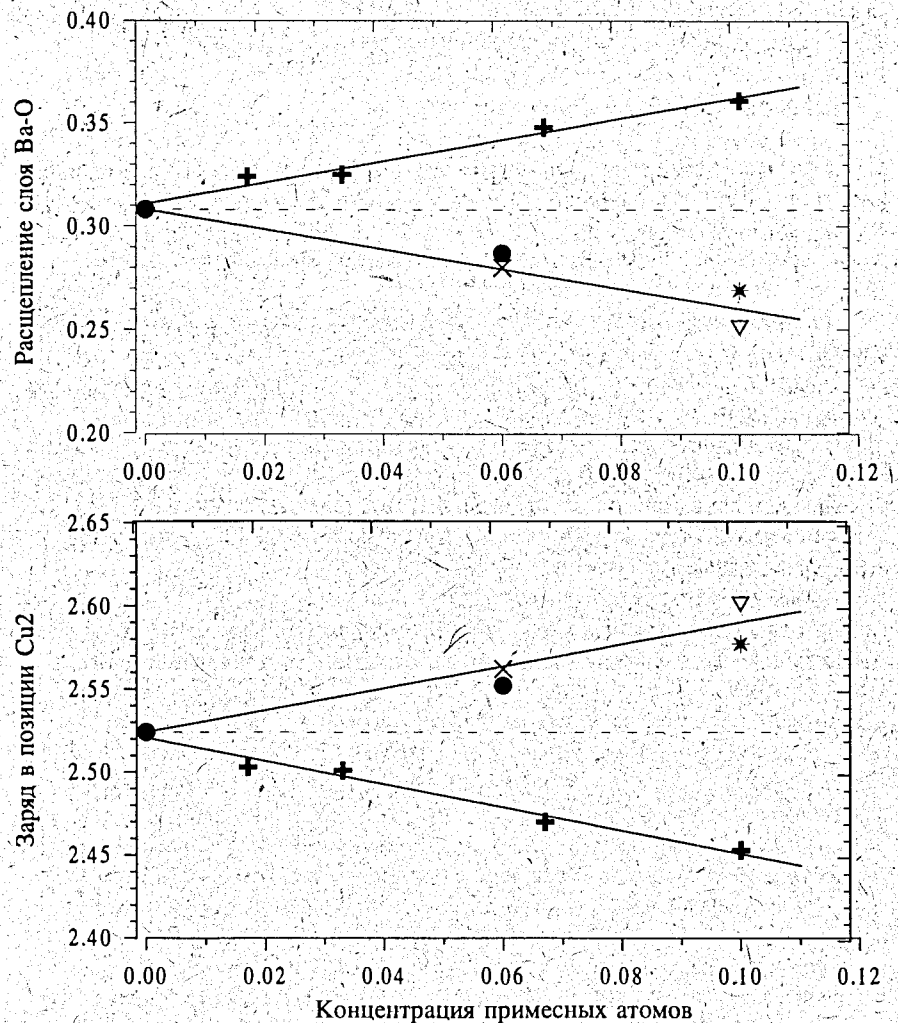 0.40
0.35
0.30
0.25
0.20
Расщепление слоя Ba-O
0.00 0.02 0.04 0.06 0.08 0.10 0.12
2.65
2.60
2.55
2.50
2.45
2.40
Заряд в позиции Cu2
0.00 0.02 0.04 0.06 0.08 0.10 0.12
Концентрация примесных атомов